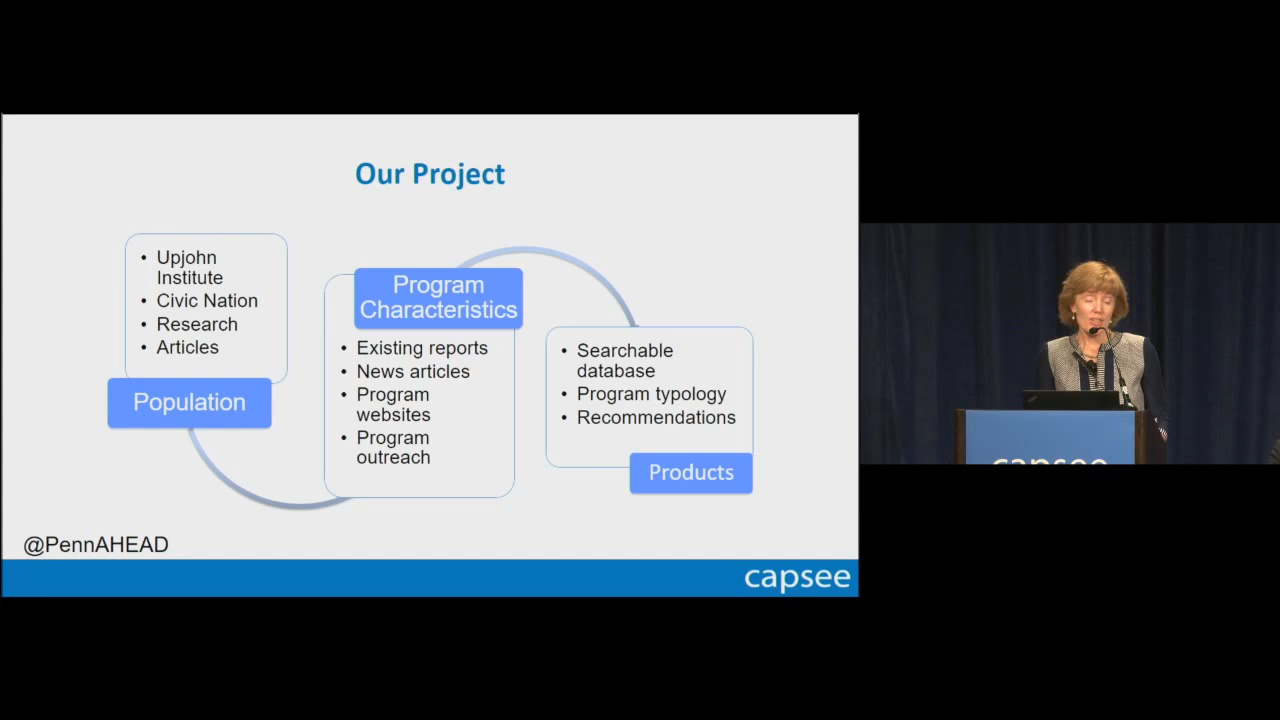 Our Project
• Upjohn
Institute
• Civic Nation
• Research
• Articles
Population
Program
Characteristics
• Existing reports
• News articles
• Program
websites
• Program
outreach
• Searchable
database
• Program typology
• Recommendations
Products
@PennAHEAD
capsee
capsee